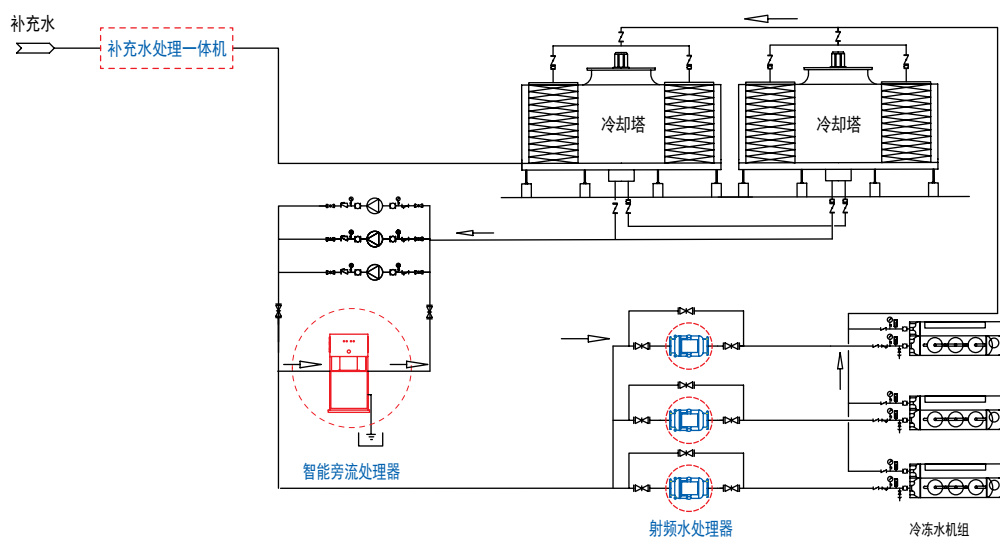 补充水
补充水处理一体机
冷却塔
冷却塔
智能旁流处理器
射频水处理器
冷冻水机组